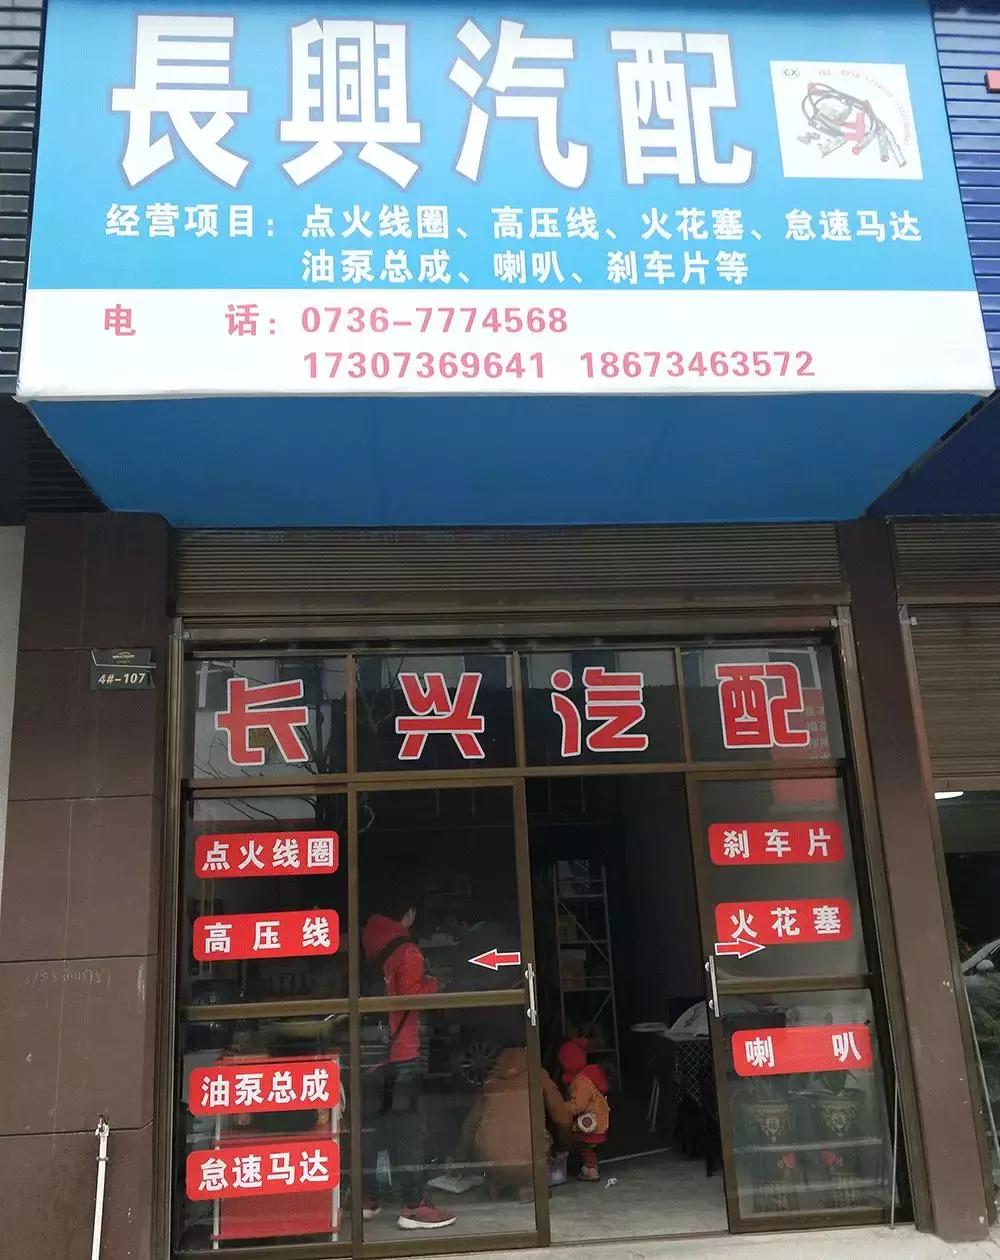 長興汽配
CX
经营项目：点火线圈、高压线、火花塞、怠速马达
油泵总成、喇叭、刹车片等
电 话：0736-7774568
17307369641 18673463572
4#-107
长兴汽配
点火线圈
刹车片
高压线
火花塞
喇叭
油泵总成
怠速马达